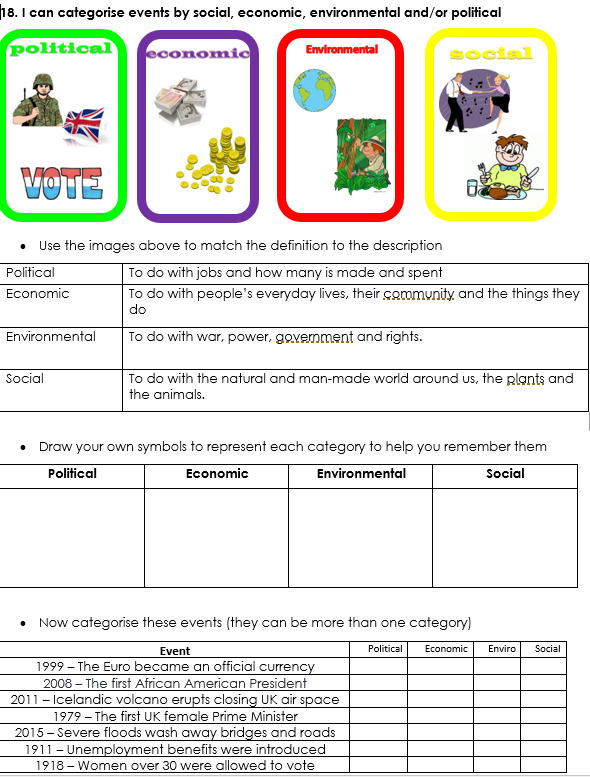 18. I can categorise events by social, economic, environmental and/or political
political
economic
Environmental
social
VOTE
• Use the images above to match the definition to the description
Political To do with jobs and how many is made and spent
Economic To do with people's everyday lives, their community and the things they
do
Environmental To do with war, power, government and rights.
Social To do with the natural and man-made world around us, the plants and
the animals.
• Draw your own symbols to represent each category to help you remember them
Political Economic Environmental Social
• Now categorise these events (they can be more than one category)
Event Political Economic Enviro Social
1999 – The Euro became an official currency
2008 – The first African American President
2011 – Icelandic volcano erupts closing UK air space
1979 – The first UK female Prime Minister
2015 – Severe floods wash away bridges and roads
1911 – Unemployment benefits were introduced
1918 – Women over 30 were allowed to vote